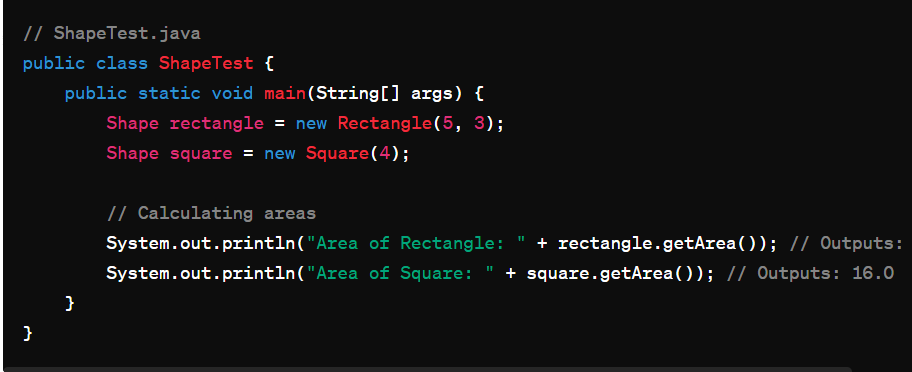 // ShapeTest.java
public class ShapeTest {
    public static void main(String[] args) {
        Shape rectangle = new Rectangle(5, 3);
        Shape square = new Square(4);

        // Calculating areas
        System.out.println("Area of Rectangle: " + rectangle.getArea()); // Outputs:
        System.out.println("Area of Square: " + square.getArea()); // Outputs: 16.0
    }
}